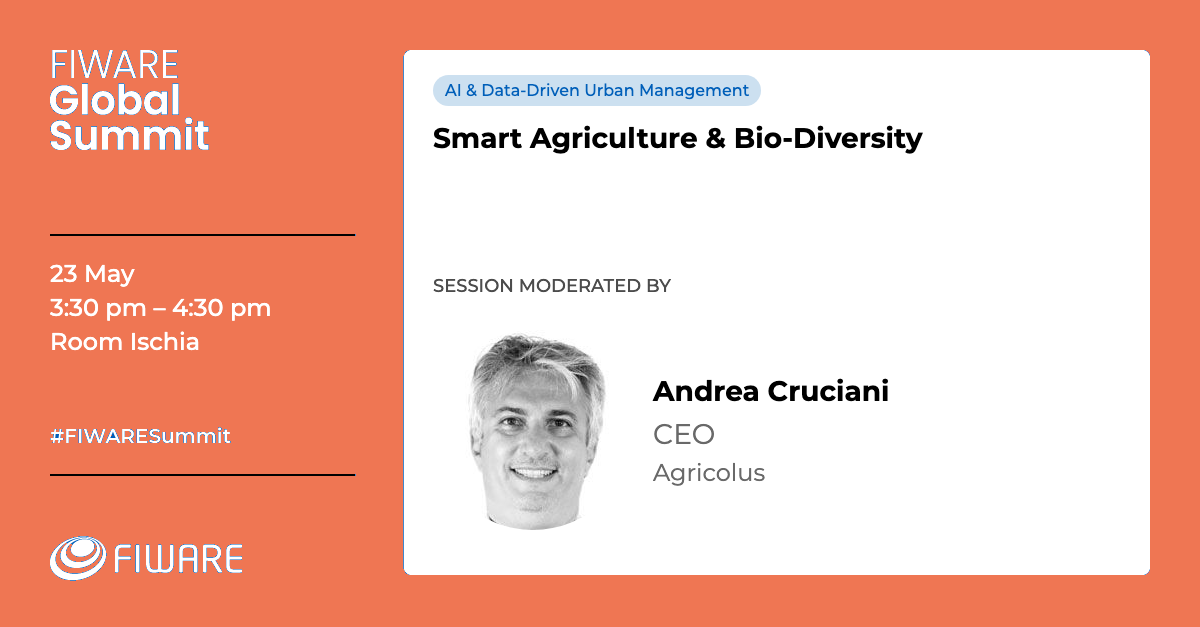 FIWARE
Global
Summit
23 May
3:30 pm – 4:30 pm
Room Ischia
#FIWARESummit
FIWARE
AI & Data-Driven Urban Management
Smart Agriculture & Bio-Diversity
SESSION MODERATED BY
Andrea Cruciani
CEO
Agricolus